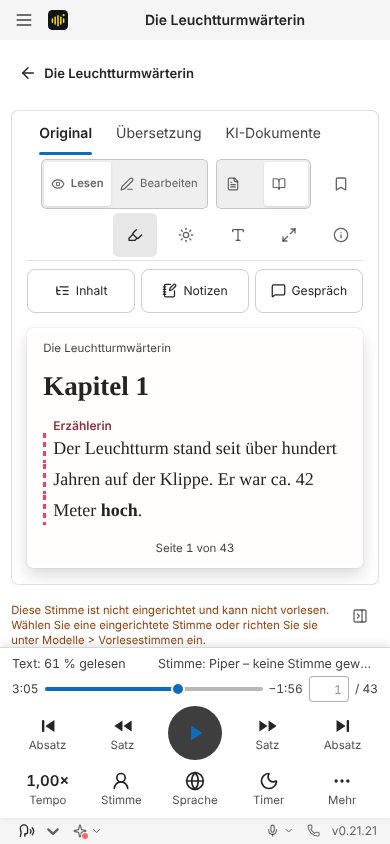 Die Leuchtturmwärterin
Die Leuchtturmwärterin
Original Übersetzung KI-Dokumente
Lesen Bearbeiten
Inhalt Notizen Gespräch
Die Leuchtturmwärterin
Kapitel 1
Erzählerin
Der Leuchtturm stand seit über hundert
Jahren auf der Klippe. Er war ca. 42
Meter hoch.
Seite 1 von 43
Diese Stimme ist nicht eingerichtet und kann nicht vorlesen.
Wählen Sie eine eingerichtete Stimme oder richten Sie sie
unter Modelle > Vorlesestimmen ein.
Text: 61 % gelesen Stimme: Piper – keine Stimme gew...
3:05 −1:56 1 / 43
Absatz Satz Satz Absatz
1,00×
Tempo Stimme Sprache Timer Mehr
v0.21.21